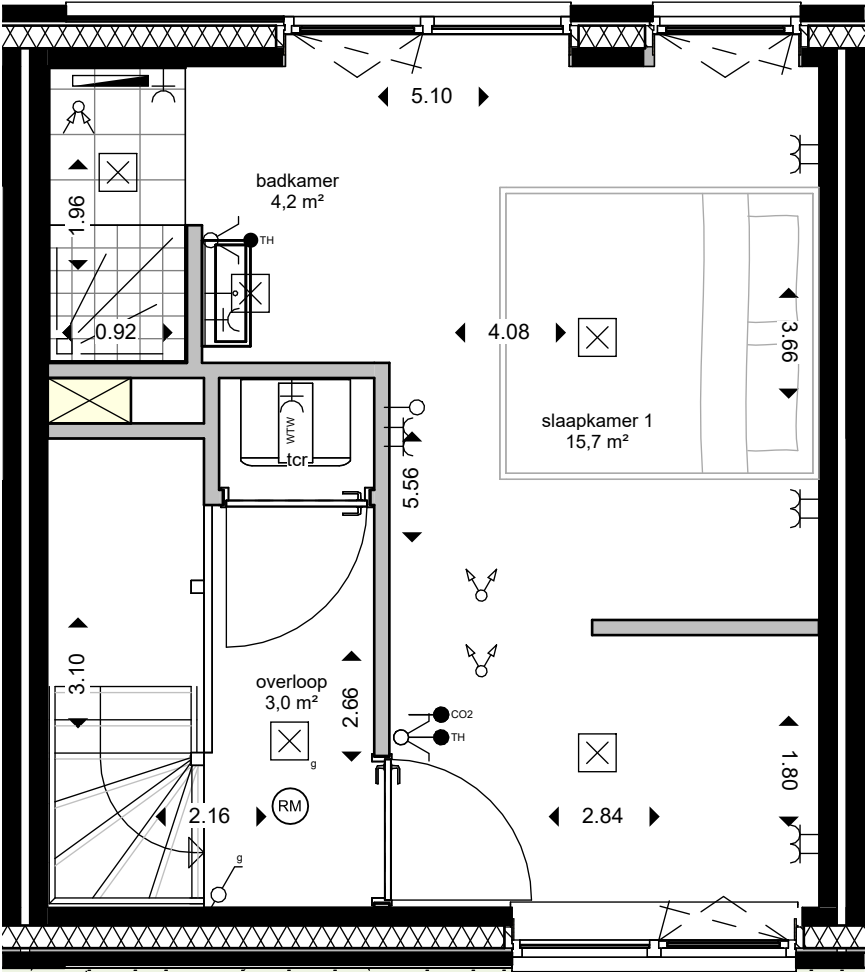 5.10
badkamer
4,2 m²
1.96
TH
0.92
4.08
3.66
slaapkamer 1
15,7 m²
WTW
tcr
5.56
3.10
overloop
3,0 m²
2.66
CO2
TH
g
1.80
RM
2.16
2.84
g